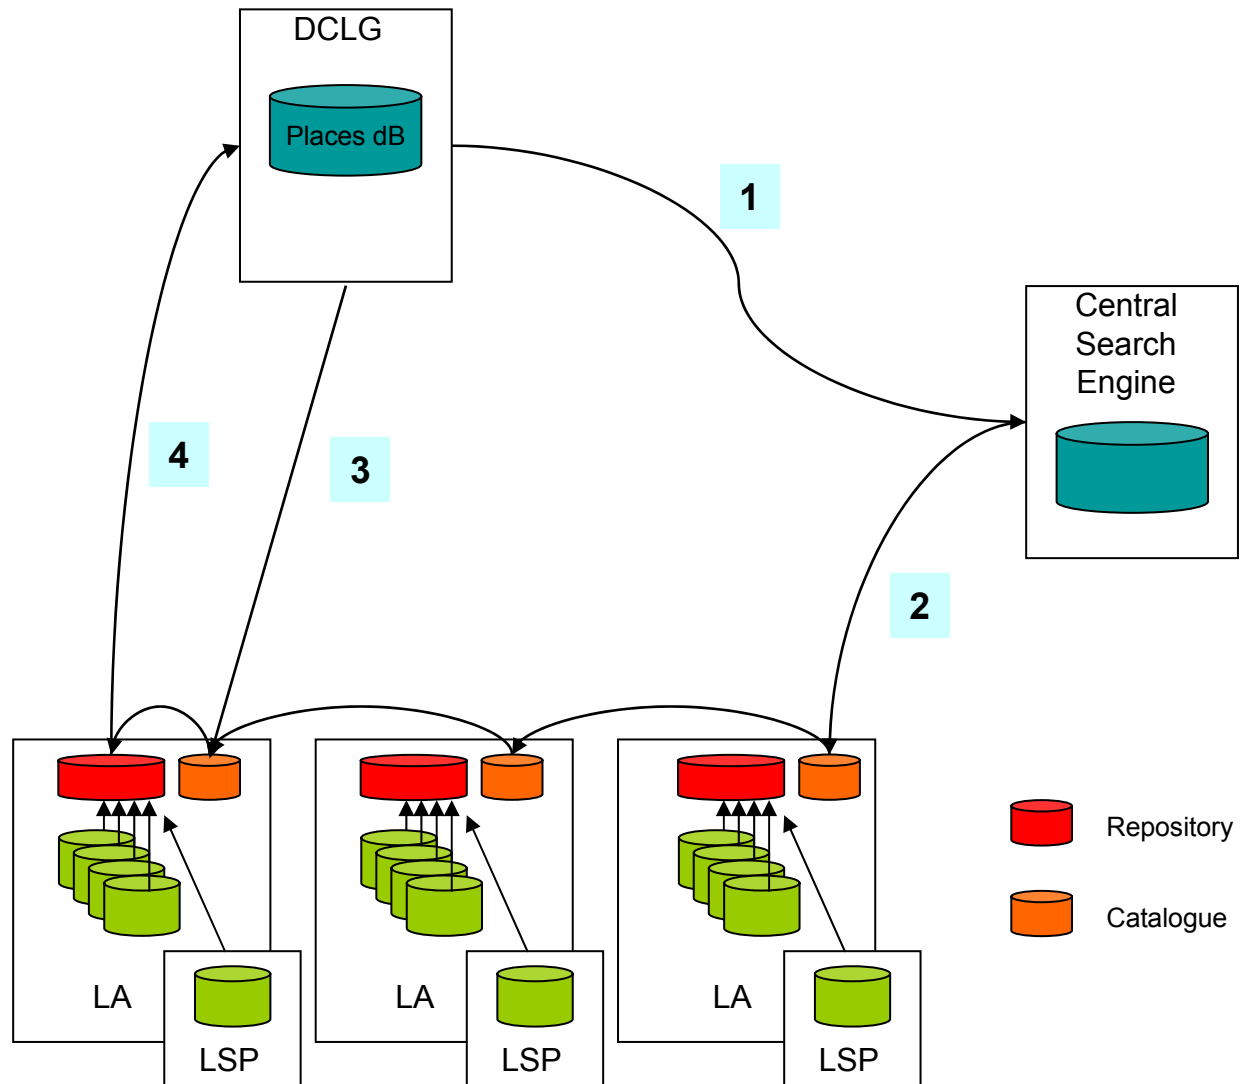 DCLG
Places dB
1
Central
Search
Engine
4
3
2
Repository
Catalogue
LA
LA
LA
LSP
LSP
LSP